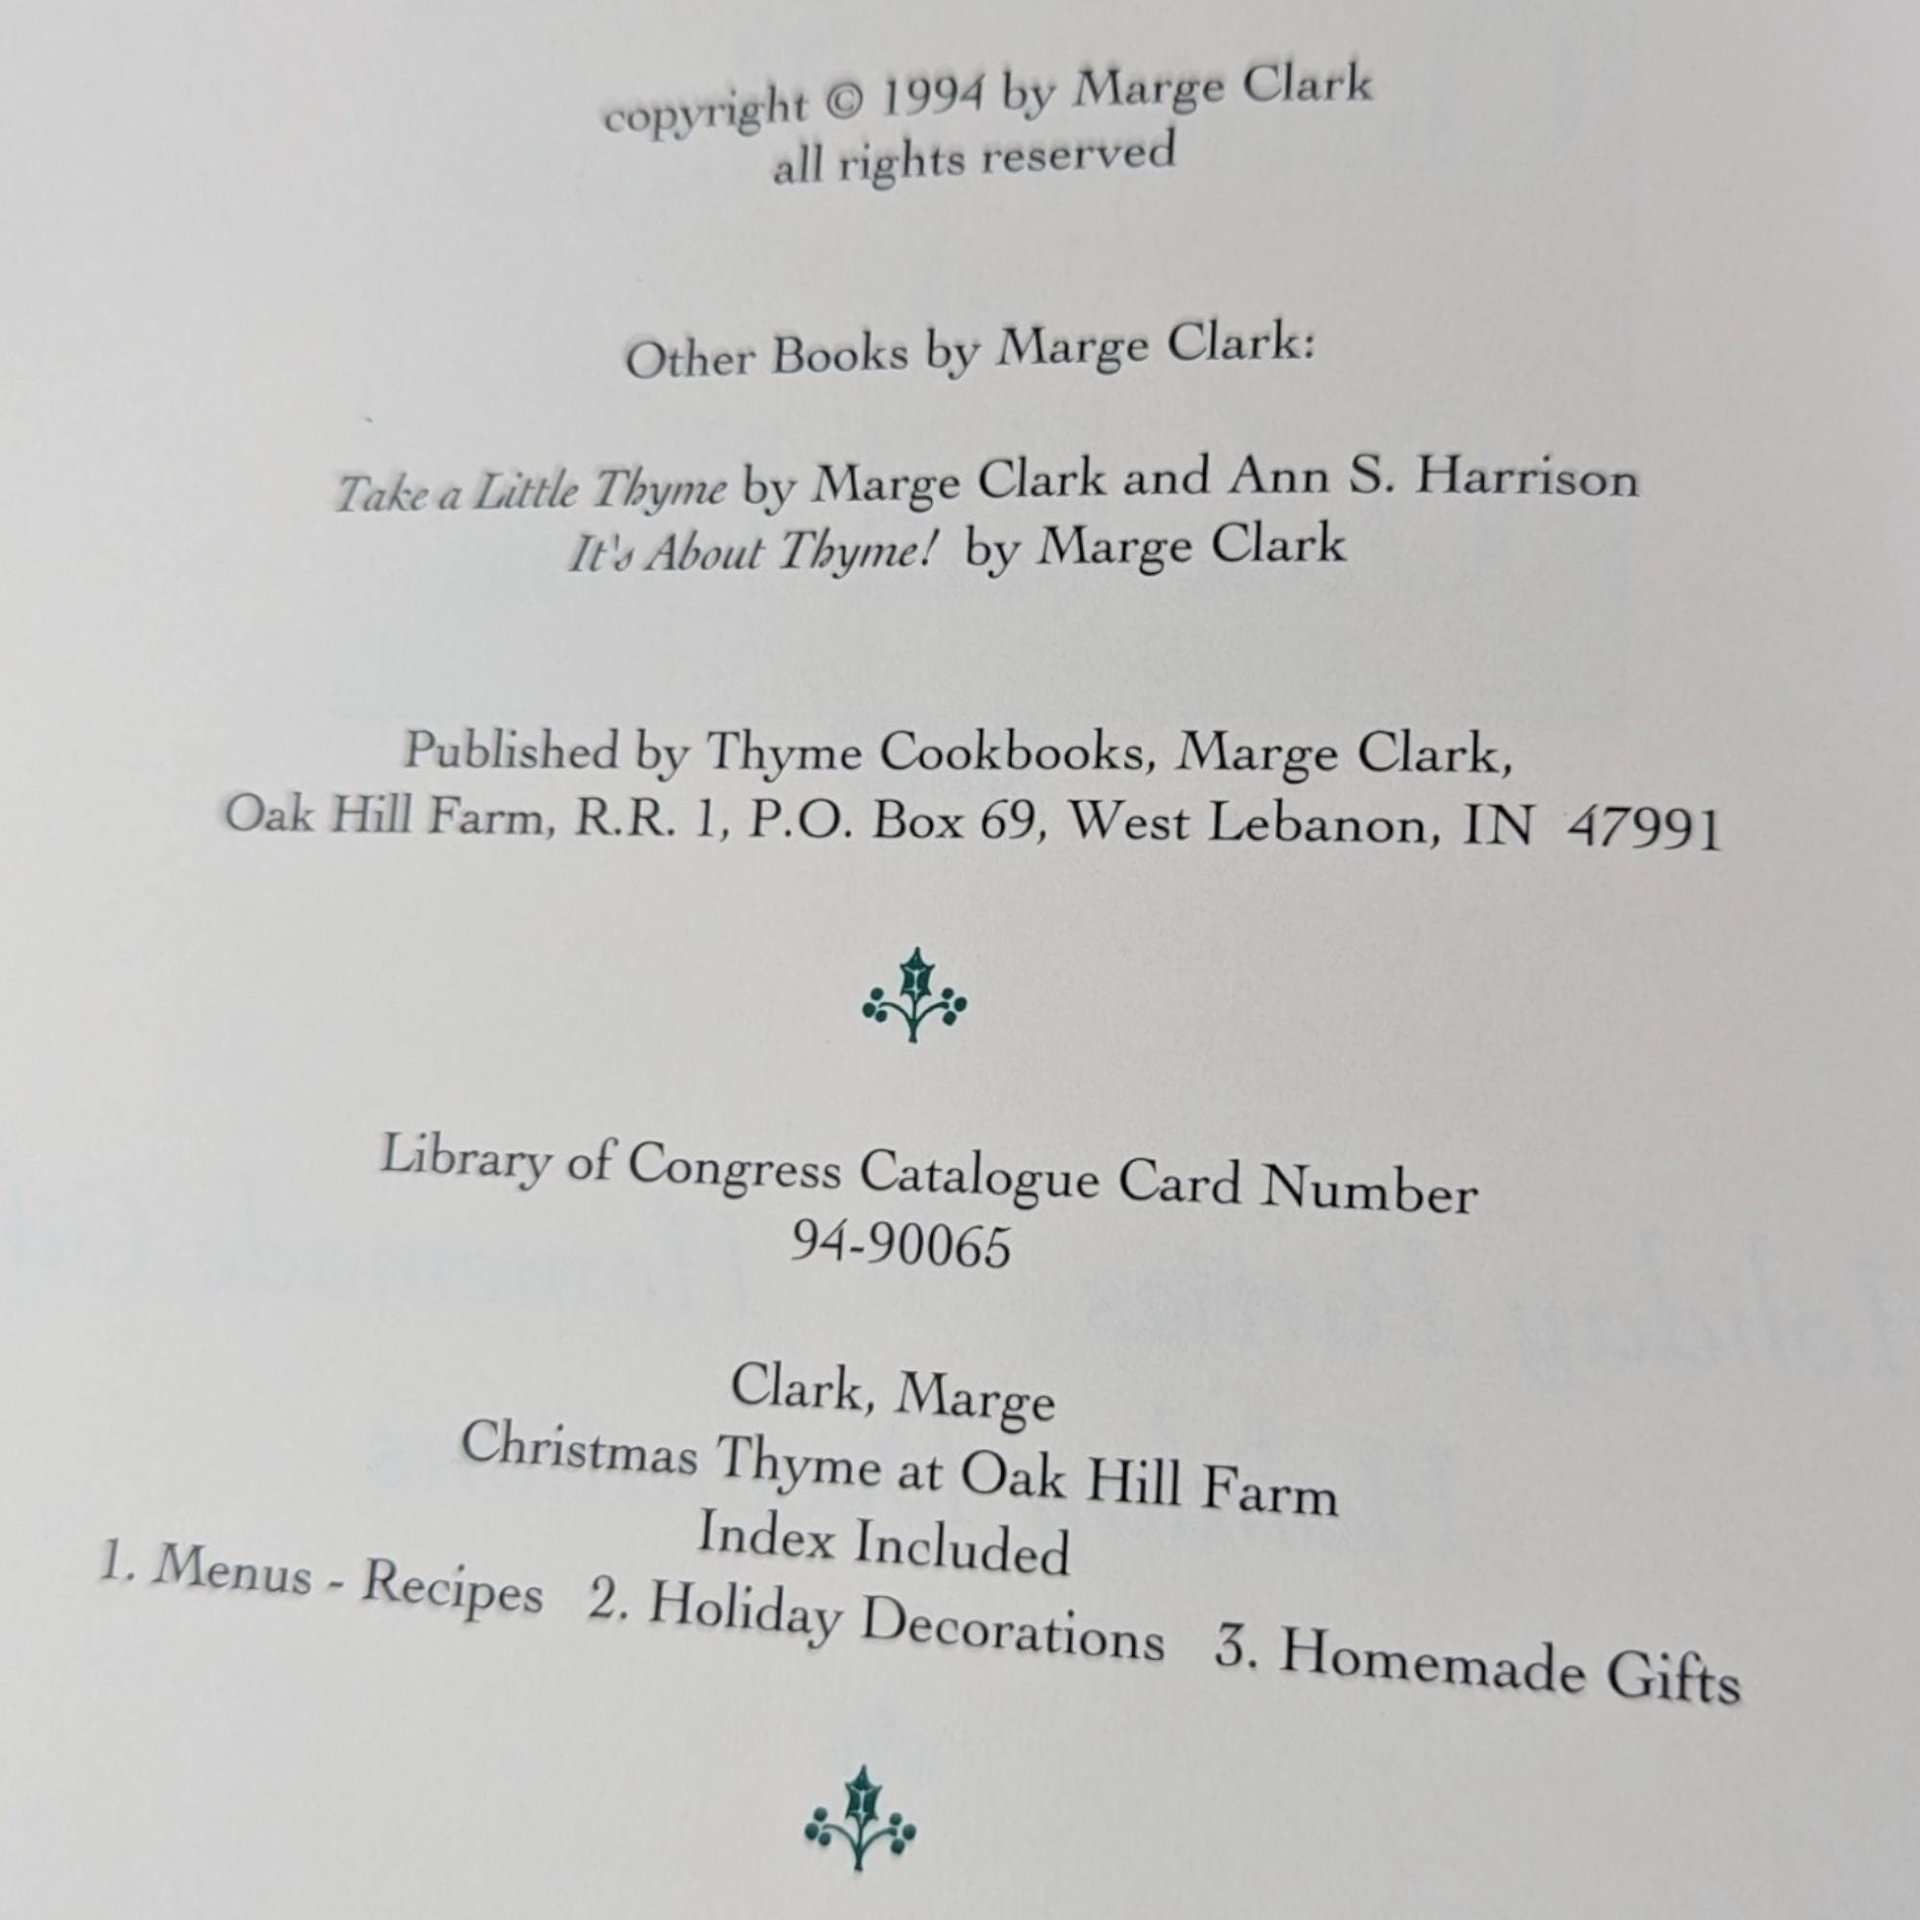 copyright © 1994 by Marge Clark
all rights reserved
Other Books by Marge Clark:
Take a Little Thyme by Marge Clark and Ann S. Harrison
It's About Thyme! by Marge Clark
Published by Thyme Cookbooks, Marge Clark,
Oak Hill Farm, R.R. 1, P.O. Box 69, West Lebanon, IN 47991
Library of Congress Catalogue Card Number
94-90065
Clark, Marge
Christmas Thyme at Oak Hill Farm
Index Included
1. Menus - Recipes 2. Holiday Decorations 3. Homemade Gifts